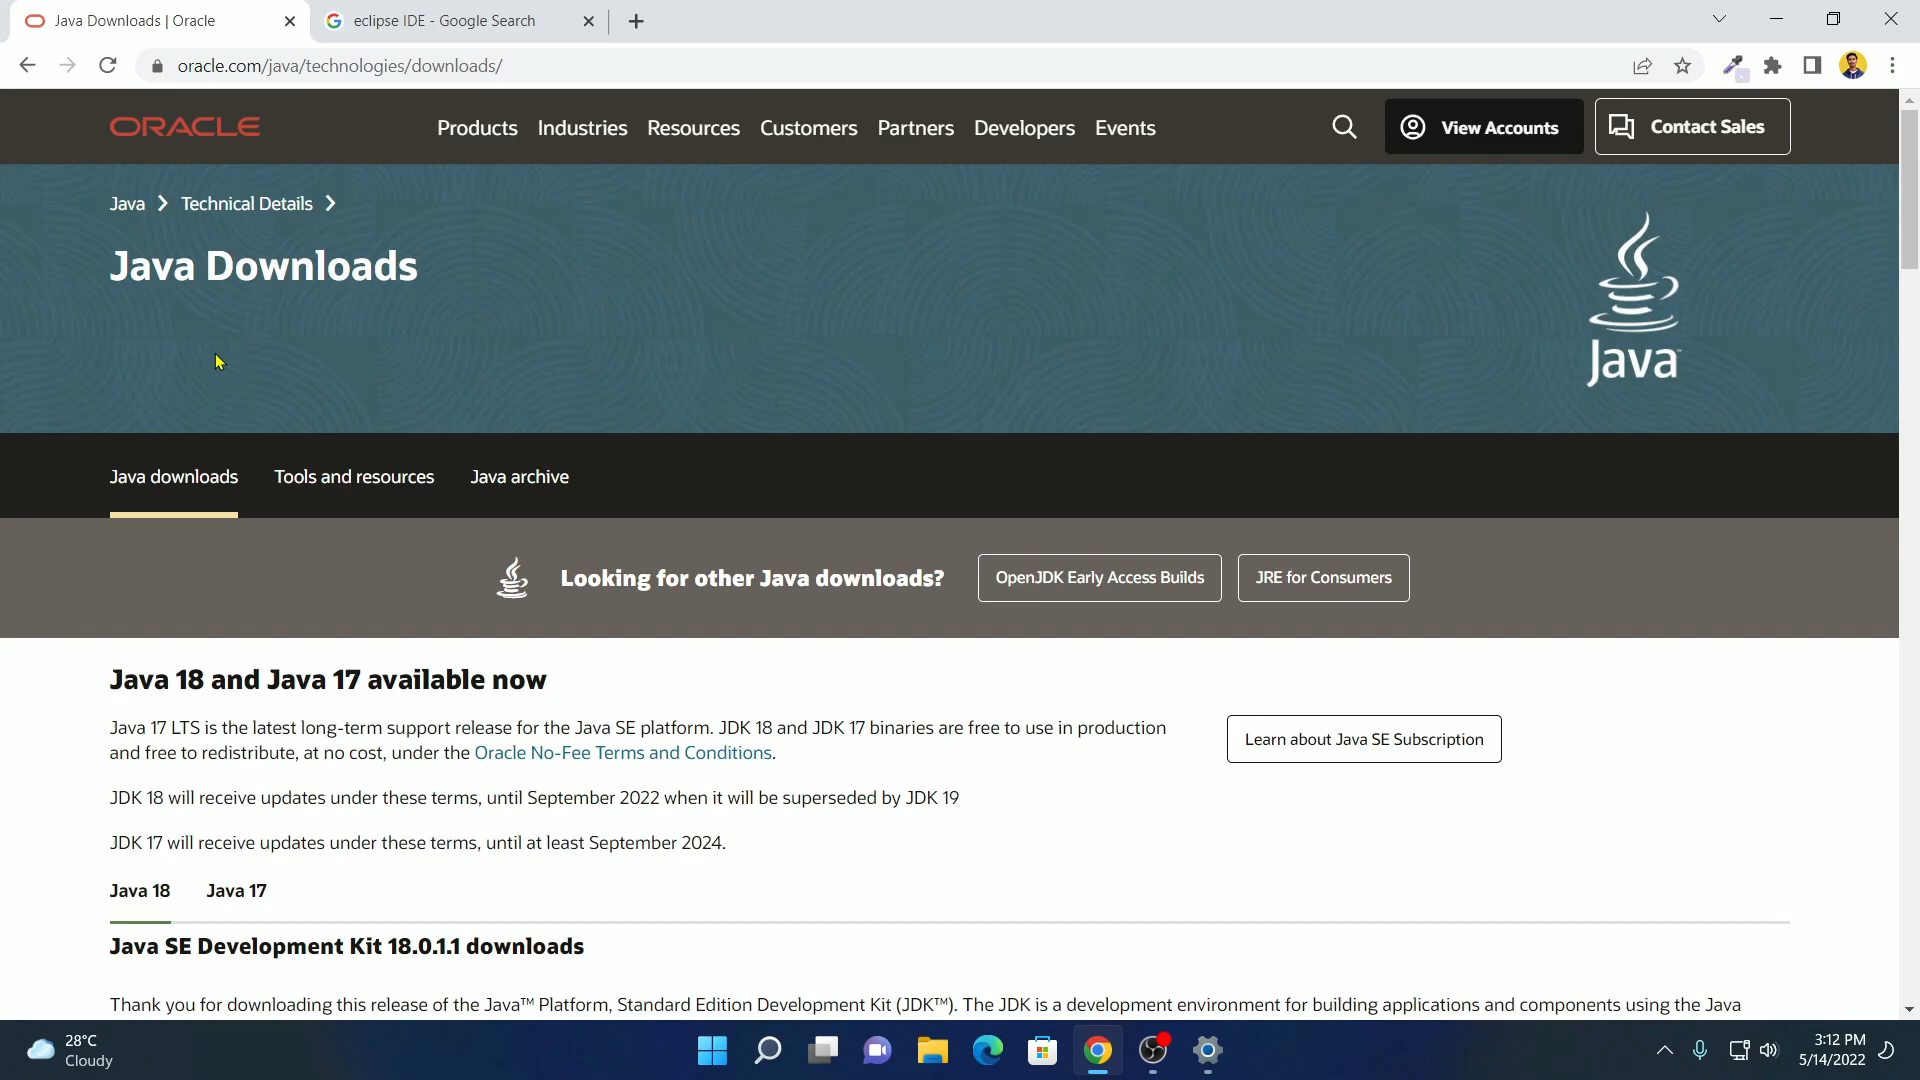 Java Downloads | Oracle
eclipse IDE - Google Search
oracle.com/java/technologies/downloads/
ORACLE
Products Industries Resources Customers Partners Developers Events
View Accounts
Contact Sales
Java Technical Details
Java Downloads
Java
Java downloads Tools and resources Java archive
Looking for other Java downloads?
OpenJDK Early Access Builds
JRE for Consumers
Java 18 and Java 17 available now
Java 17 LTS is the latest long-term support release for the Java SE platform. JDK 18 and JDK 17 binaries are free to use in production
and free to redistribute, at no cost, under the Oracle No-Fee Terms and Conditions.
Learn about Java SE Subscription
JDK 18 will receive updates under these terms, until September 2022 when it will be superseded by JDK 19
JDK 17 will receive updates under these terms, until at least September 2024.
Java 18 Java 17
Java SE Development Kit 18.0.1.1 downloads
Thank you for downloading this release of the Java™ Platform, Standard Edition Development Kit (JDK™). The JDK is a development environment for building applications and components using the Java
28°C
Cloudy
3:12 PM
5/14/2022